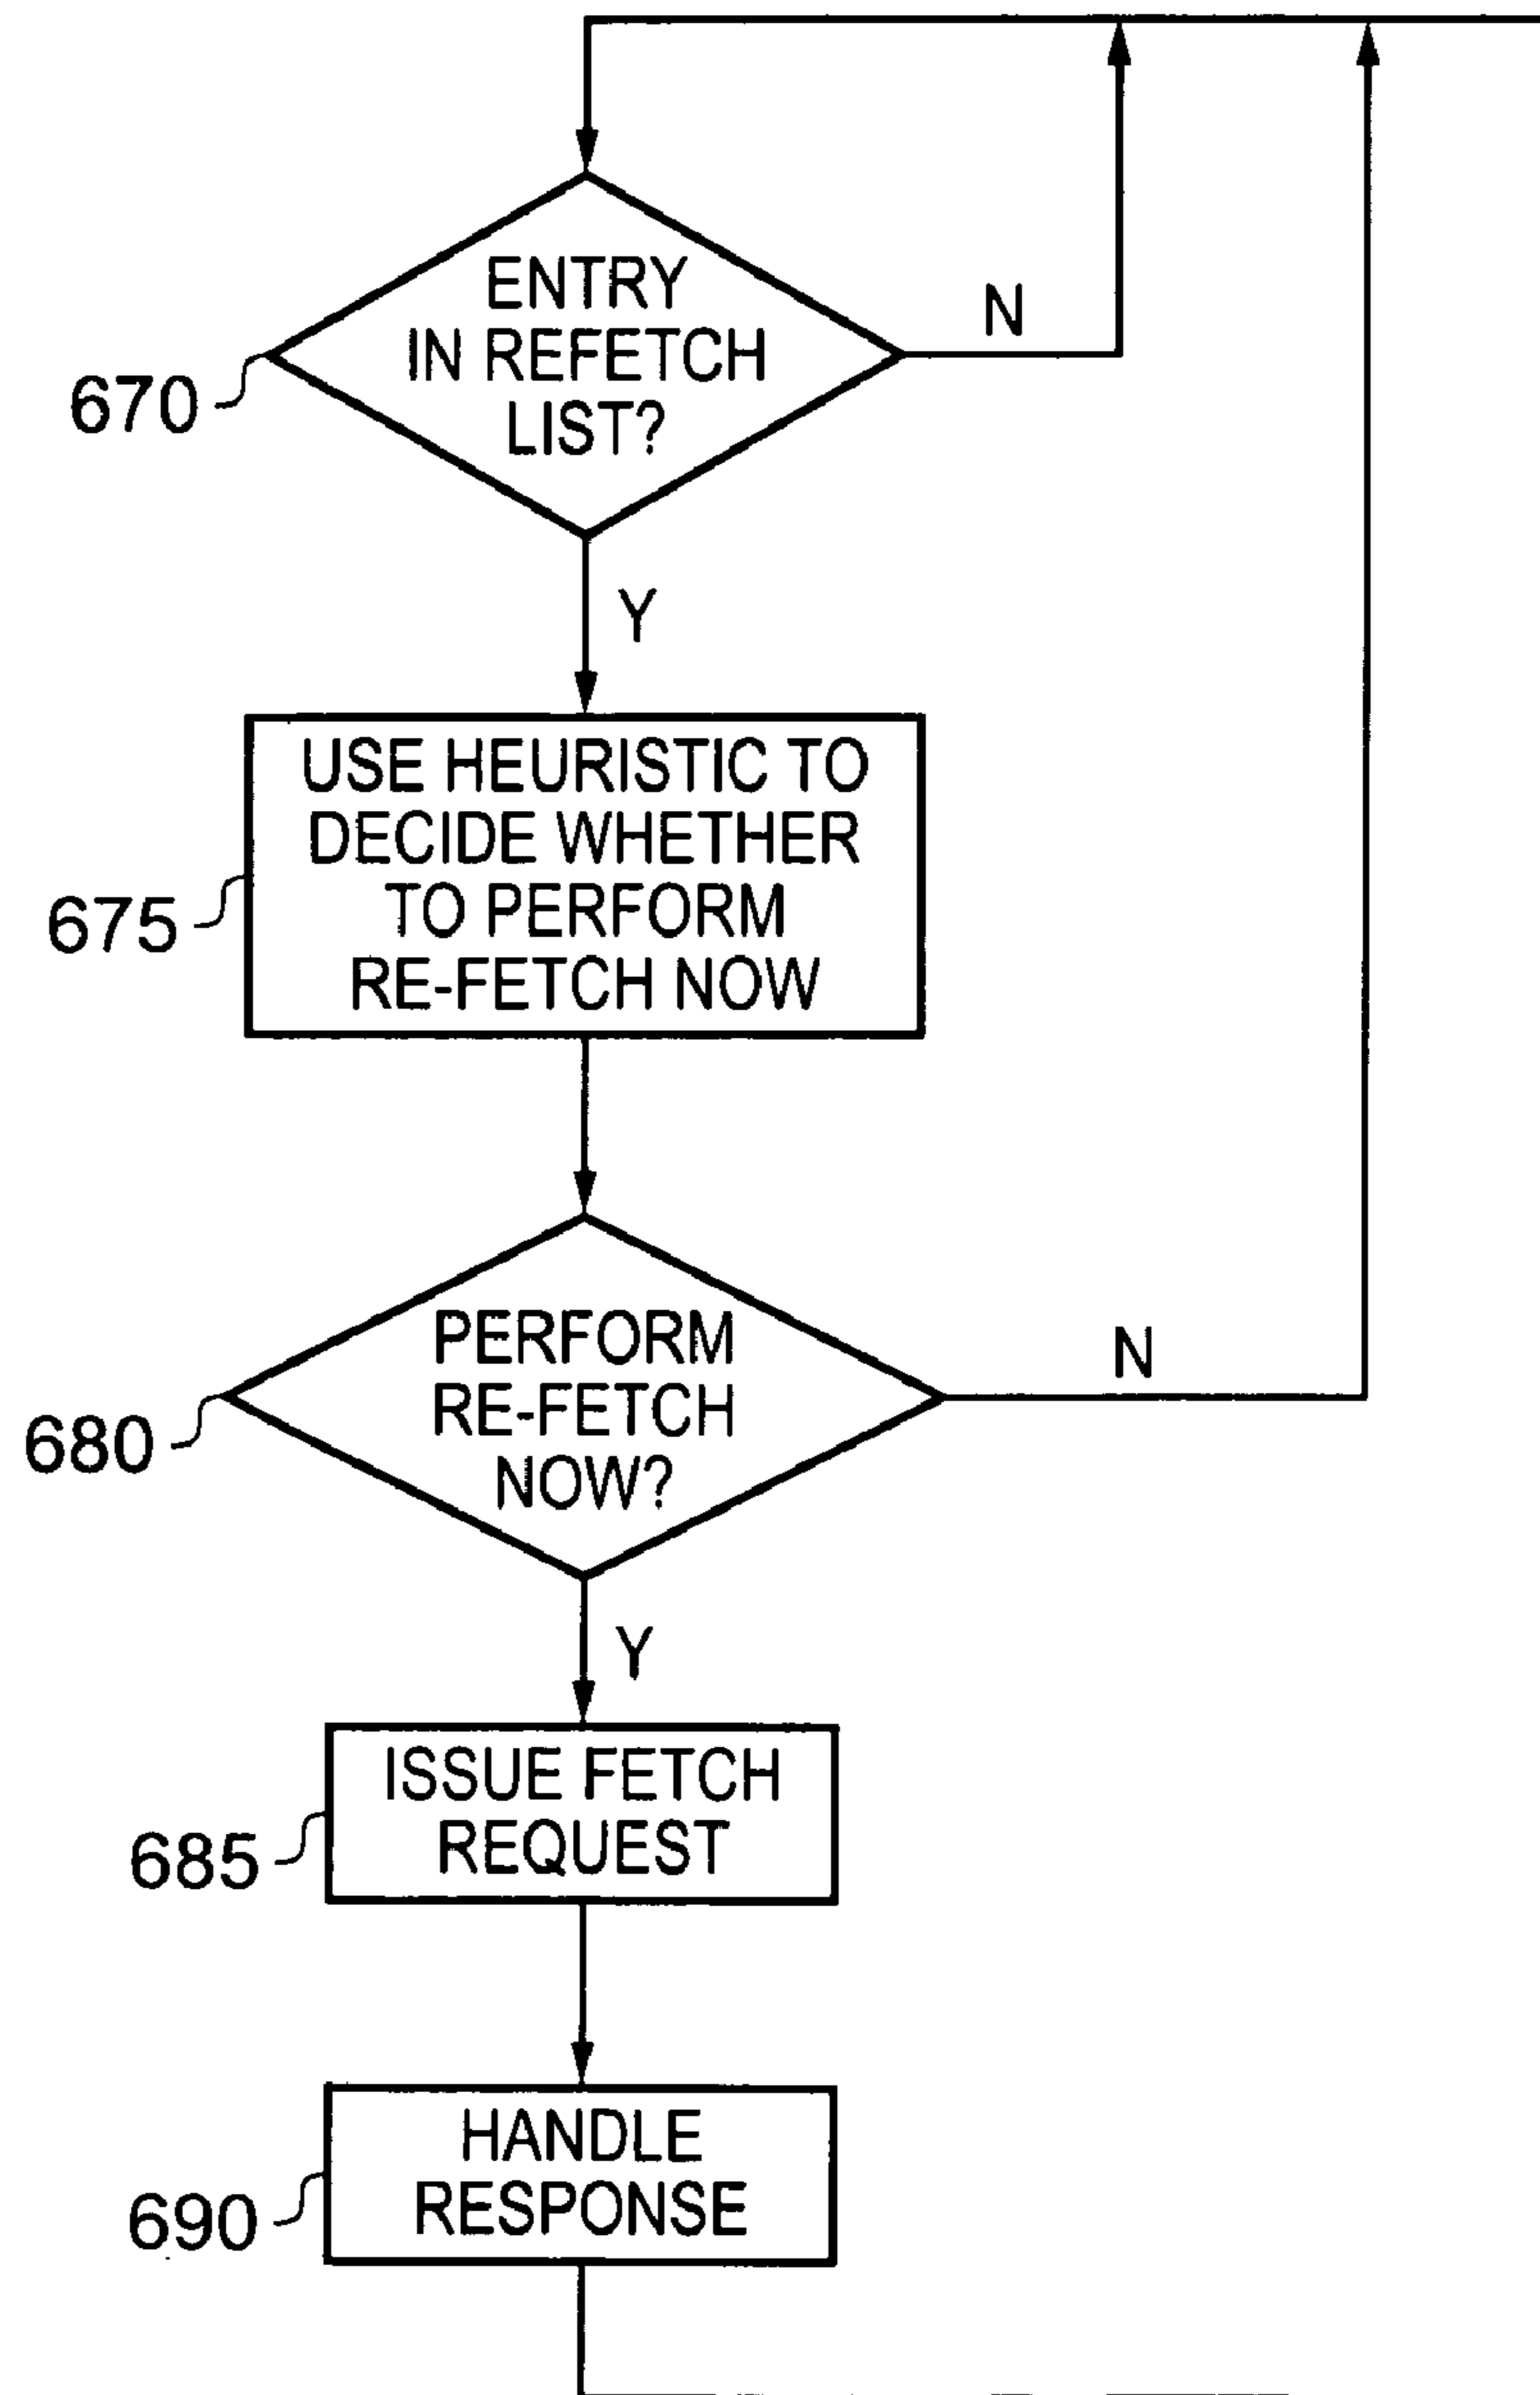 ENTRY
IN REFETCH
LIST?
N
670
Y
USE HEURISTIC TO
DECIDE WHETHER
TO PERFORM
RE-FETCH NOW
675
PERFORM
RE-FETCH
NOW?
N
680
Y
ISSUE FETCH
REQUEST
685
HANDLE
RESPONSE
690